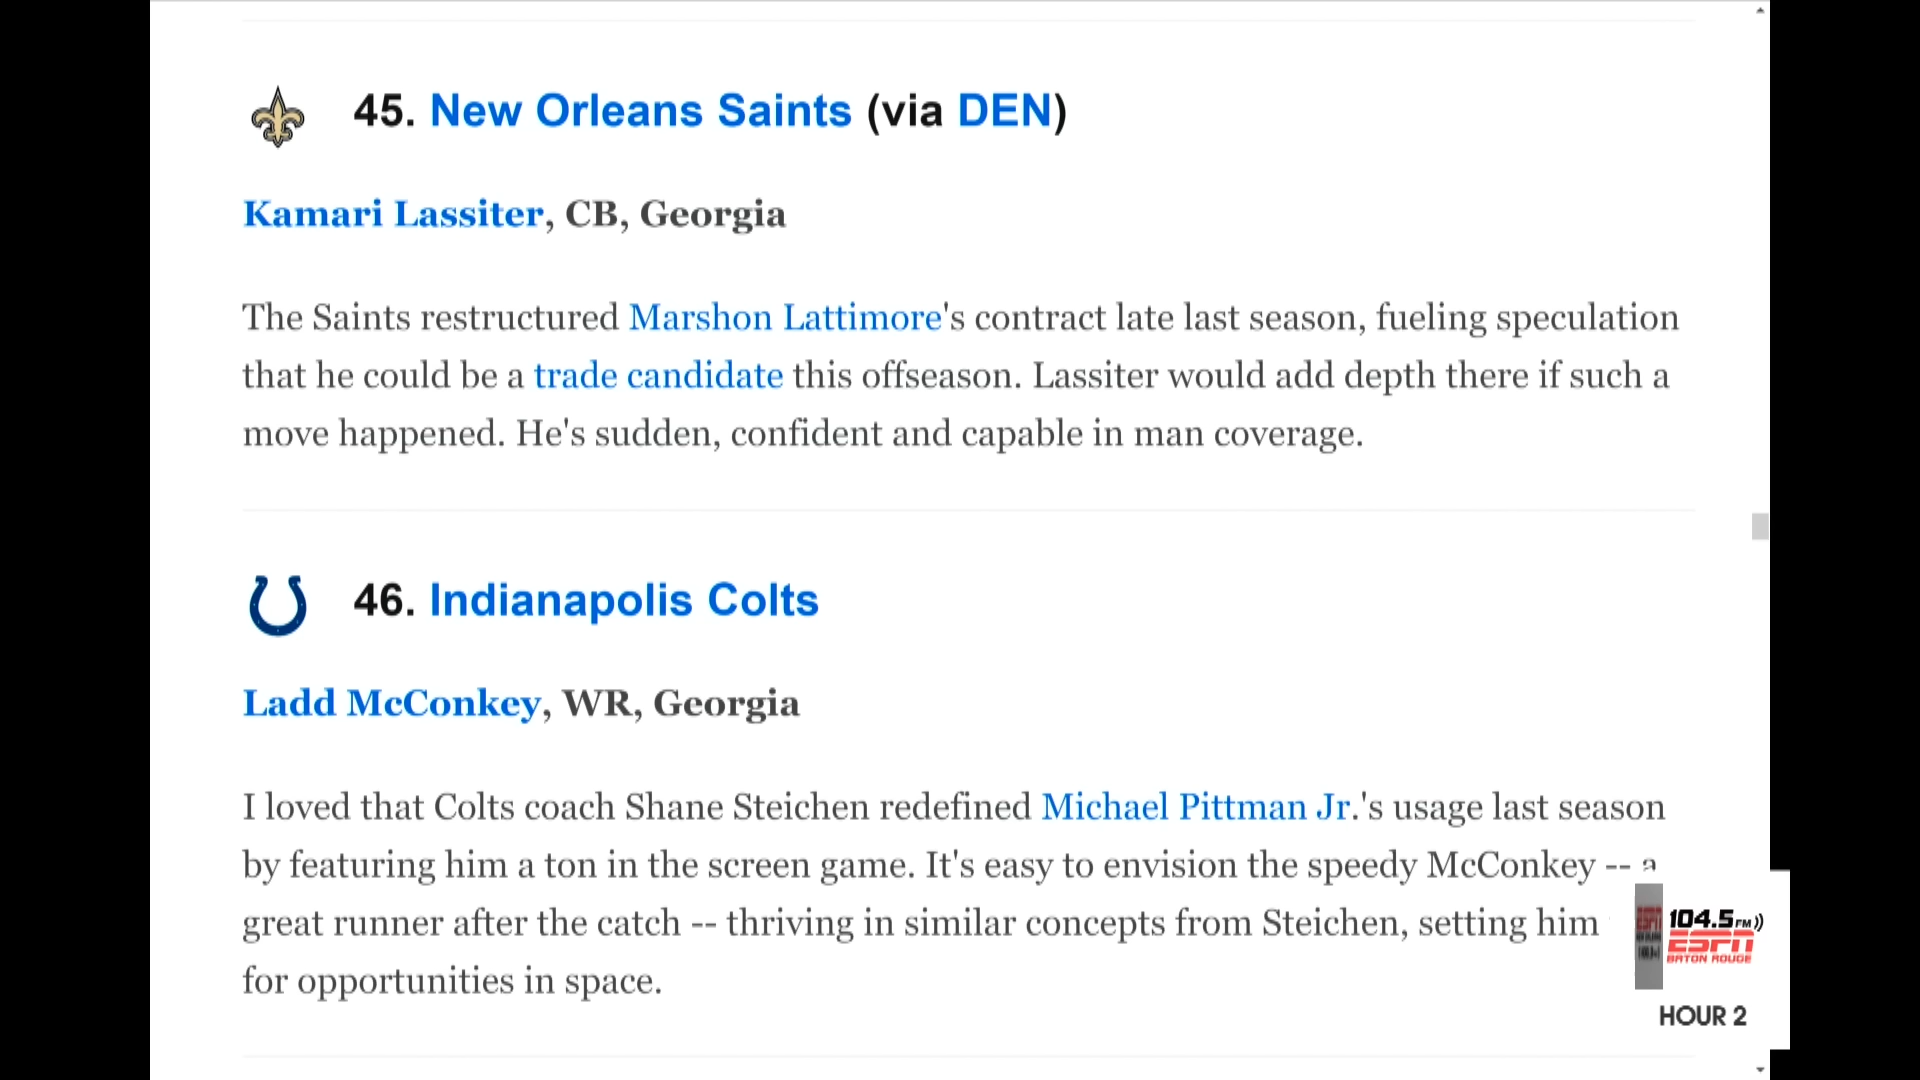 45. New Orleans Saints (via DEN)
Kamari Lassiter, CB, Georgia
The Saints restructured Marshon Lattimore's contract late last season, fueling speculation
that he could be a trade candidate this offseason. Lassiter would add depth there if such a
move happened. He's sudden, confident and capable in man coverage.
46. Indianapolis Colts
Ladd McConkey, WR, Georgia
I loved that Colts coach Shane Steichen redefined Michael Pittman Jr.'s usage last season
by featuring him a ton in the screen game. It's easy to envision the speedy McConkey -- a
great runner after the catch -- thriving in similar concepts from Steichen, setting him
for opportunities in space.
104.5 FM
ESPN
BATON ROUGE
HOUR 2